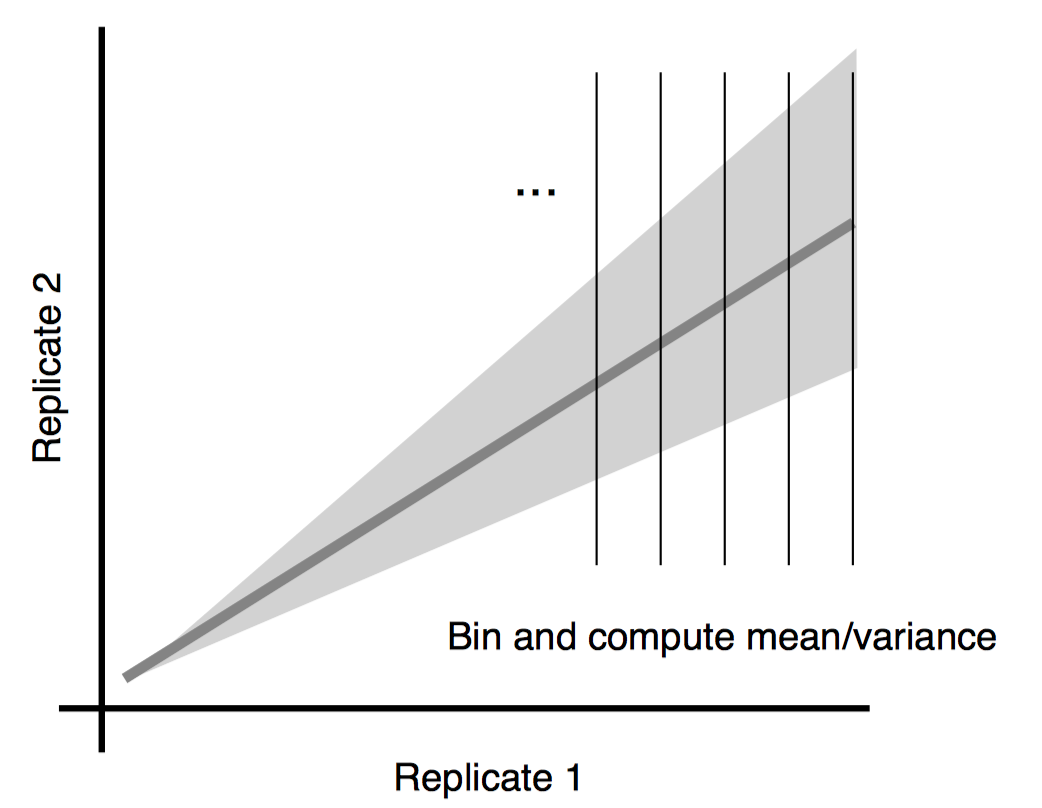 ...
Replicate 2
Bin and compute mean/variance
Replicate 1